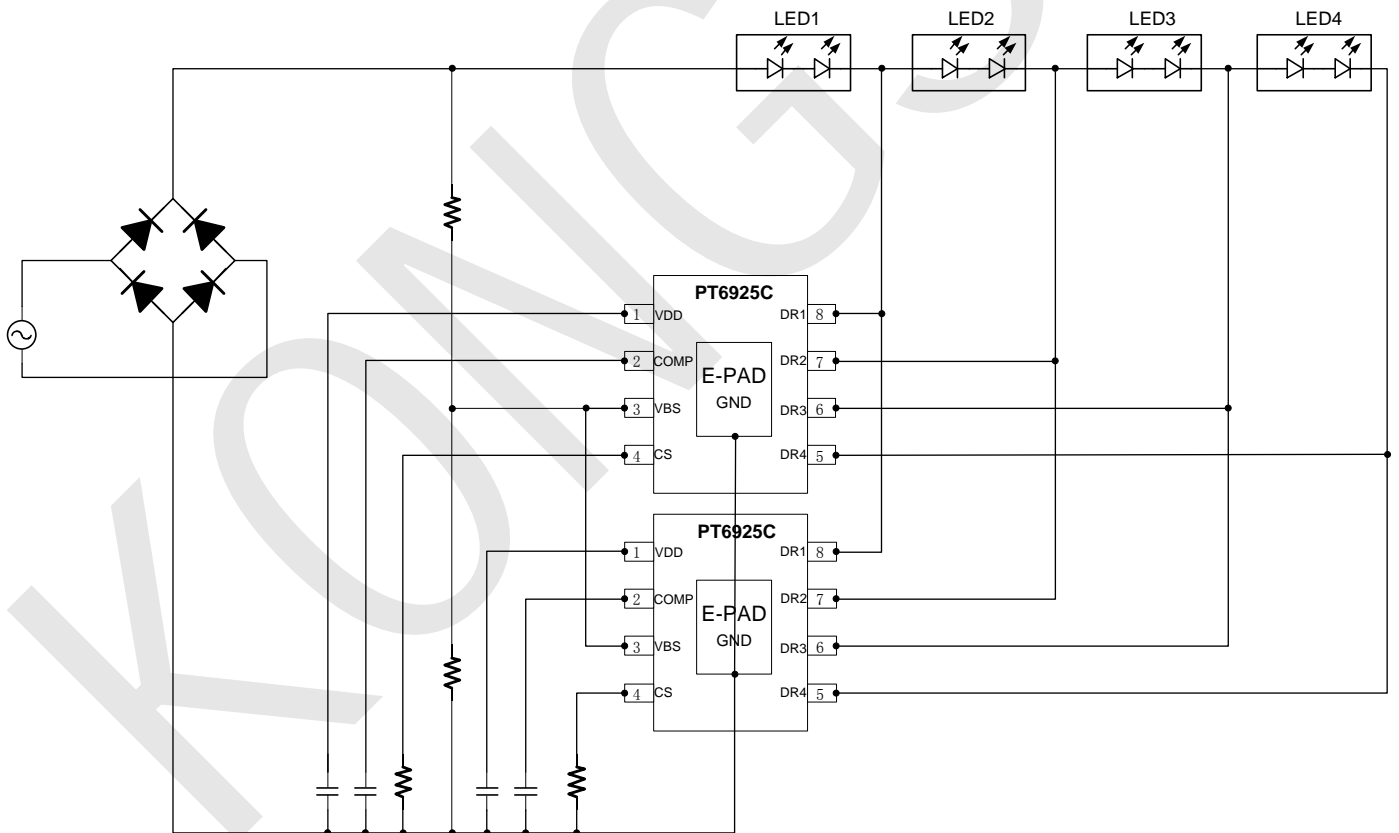 LED1 LED2 LED3 LED4
PT6925C
1 VDD DR1 8
2 COMP DR2 7
E-PAD
GND
3 VBS DR3 6
4 CS DR4 5
PT6925C
1 VDD DR1 8
2 COMP DR2 7
E-PAD
GND
3 VBS DR3 6
4 CS DR4 5
KONGS